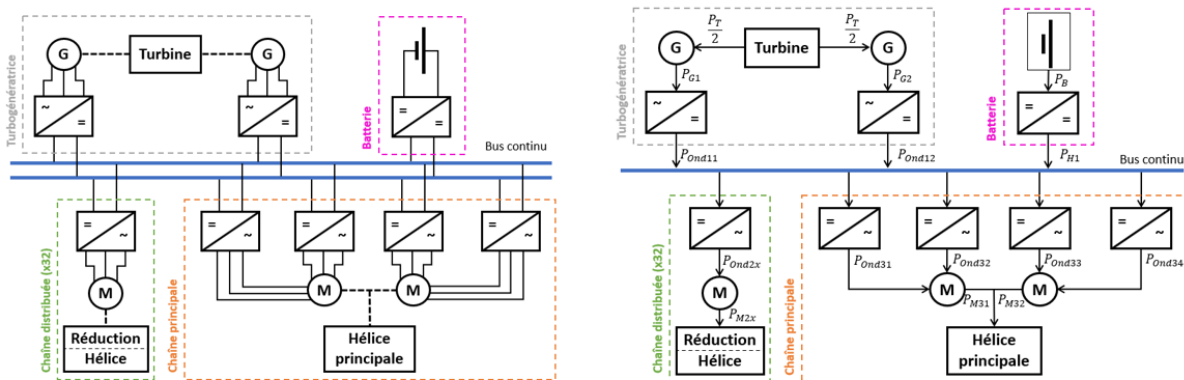 Turbogénératrice
G
Turbine
G
~
=
~
=
Batterie
=
=
Bus continu
Chaîne distribuée (x32)
=
~
M
Réduction
Hélice
Chaîne principale
=
~
=
~
=
~
=
~
M
M
Hélice
principale
Turbogénératrice
G
P_T/2
Turbine
P_T/2
G
P_G1
P_G2
~
=
~
=
P_Ond11
P_Ond12
Batterie
P_B
=
=
P_H1
Bus continu
Chaîne distribuée (x32)
=
~
P_Ond2x
M
P_M2x
Réduction
Hélice
Chaîne principale
=
~
=
~
=
~
=
~
P_Ond31
P_Ond32
P_Ond33
P_Ond34
M
P_M31
P_M32
M
Hélice
principale